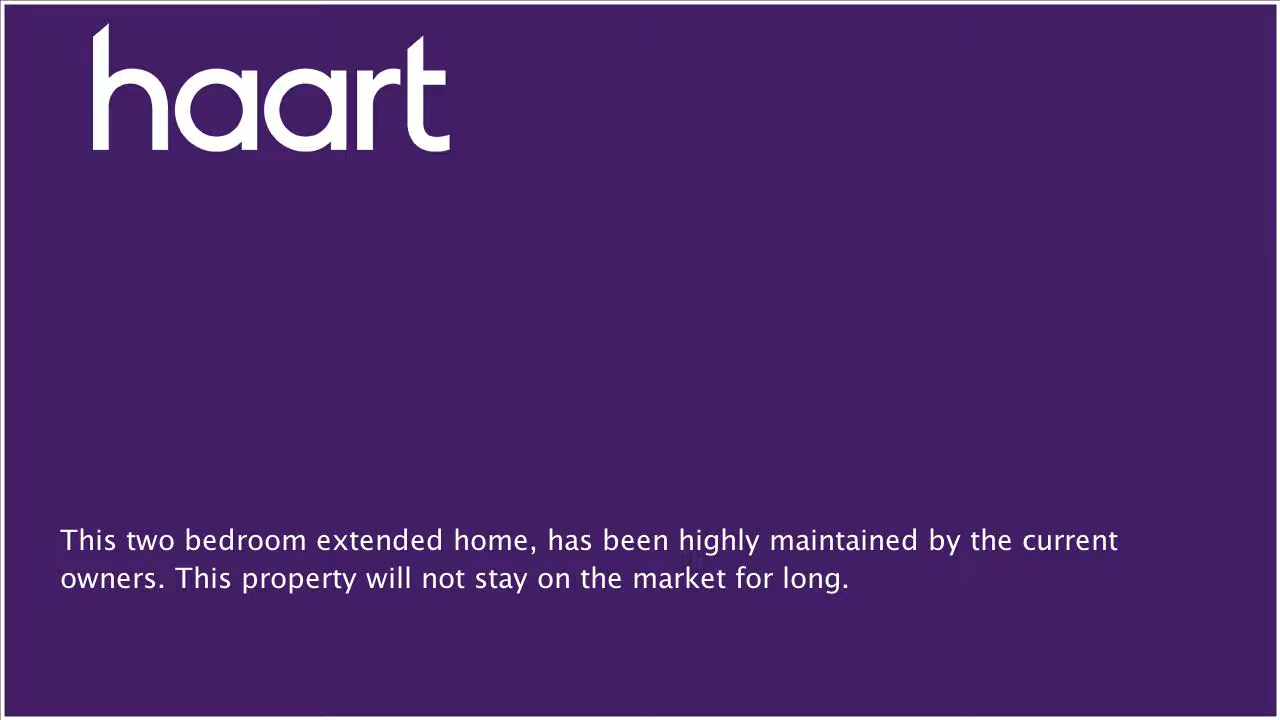 haart
This two bedroom extended home, has been highly maintained by the current
owners. This property will not stay on the market for long.